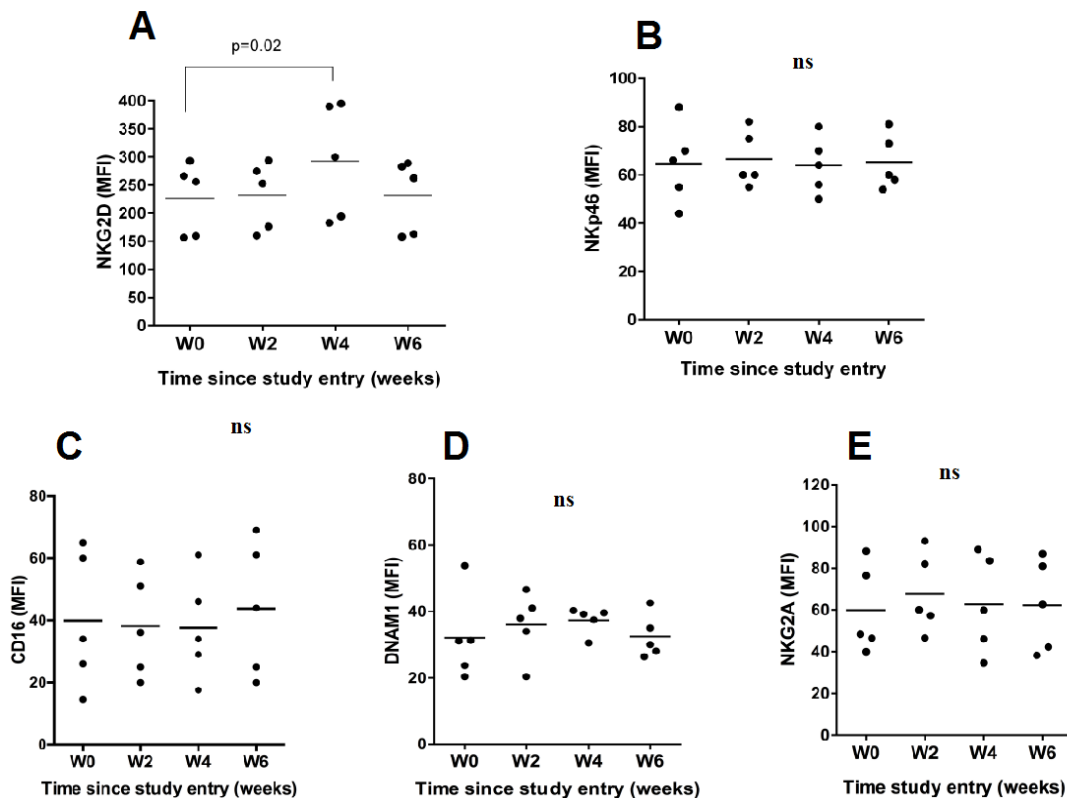 A
p=0.02
NKG2D (MFI)
400
350
300
250
200
150
100
50
0
W0 W2 W4 W6
Time since study entry (weeks)
B
ns
NKp46 (MFI)
100
80
60
40
20
0
W0 W2 W4 W6
Time since study entry
C
ns
CD16 (MFI)
80
60
40
20
0
W0 W2 W4 W6
Time since study entry (weeks)
D
ns
DNAM1 (MFI)
80
60
40
20
0
W0 W2 W4 W6
Time since study entry (weeks)
E
ns
NKG2A (MFI)
120
100
80
60
40
20
0
W0 W2 W4 W6
Time study entry (weeks)